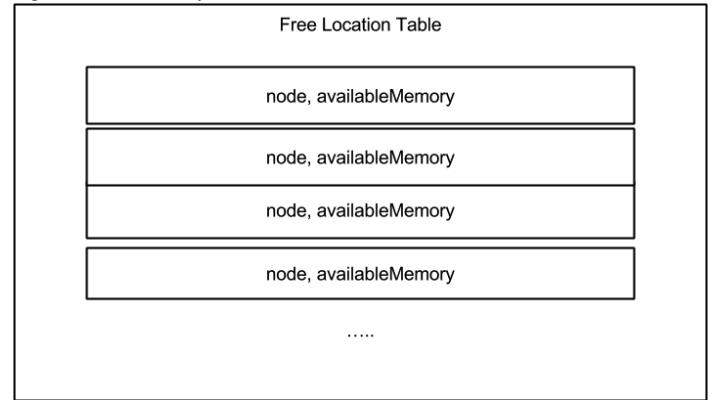 Free Location Table
node, availableMemory
node, availableMemory
node, availableMemory
node, availableMemory
.....